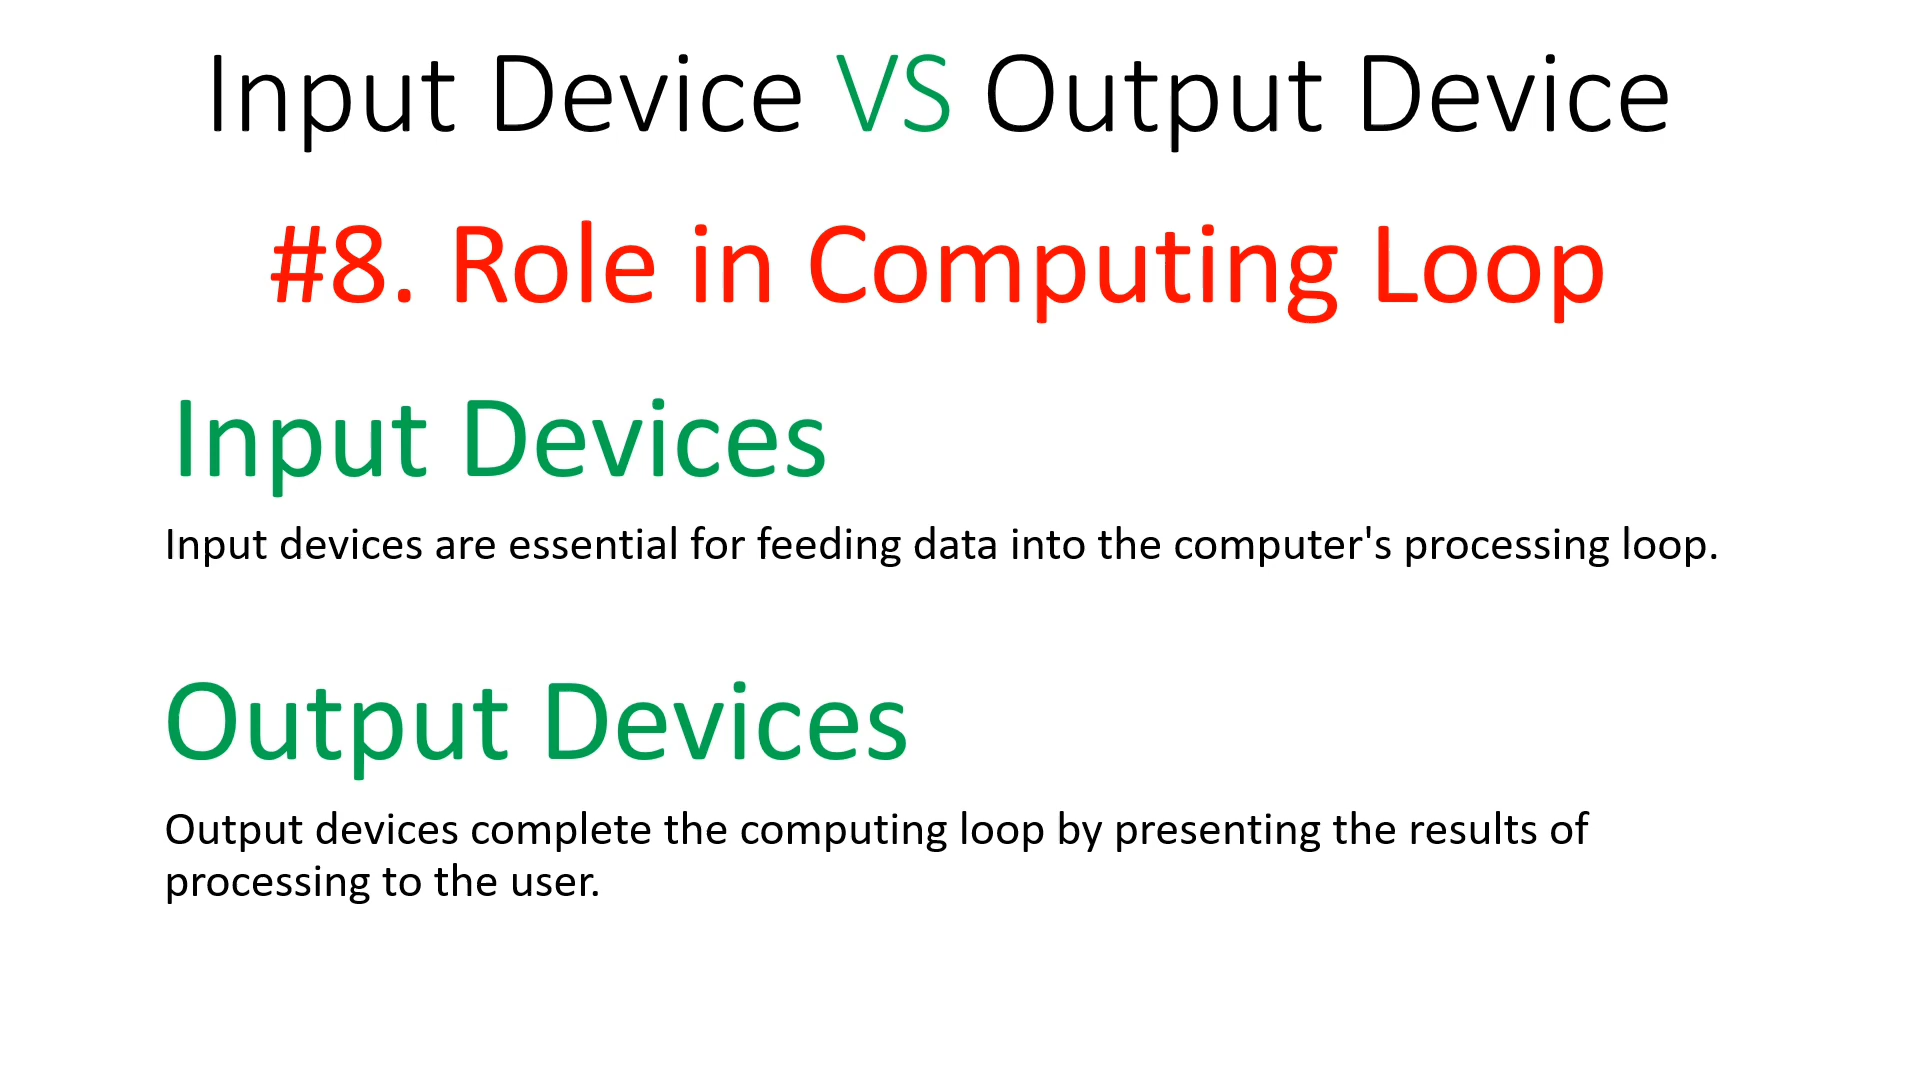 Input Device VS Output Device
#8. Role in Computing Loop
Input Devices
Input devices are essential for feeding data into the computer's processing loop.
Output Devices
Output devices complete the computing loop by presenting the results of
processing to the user.